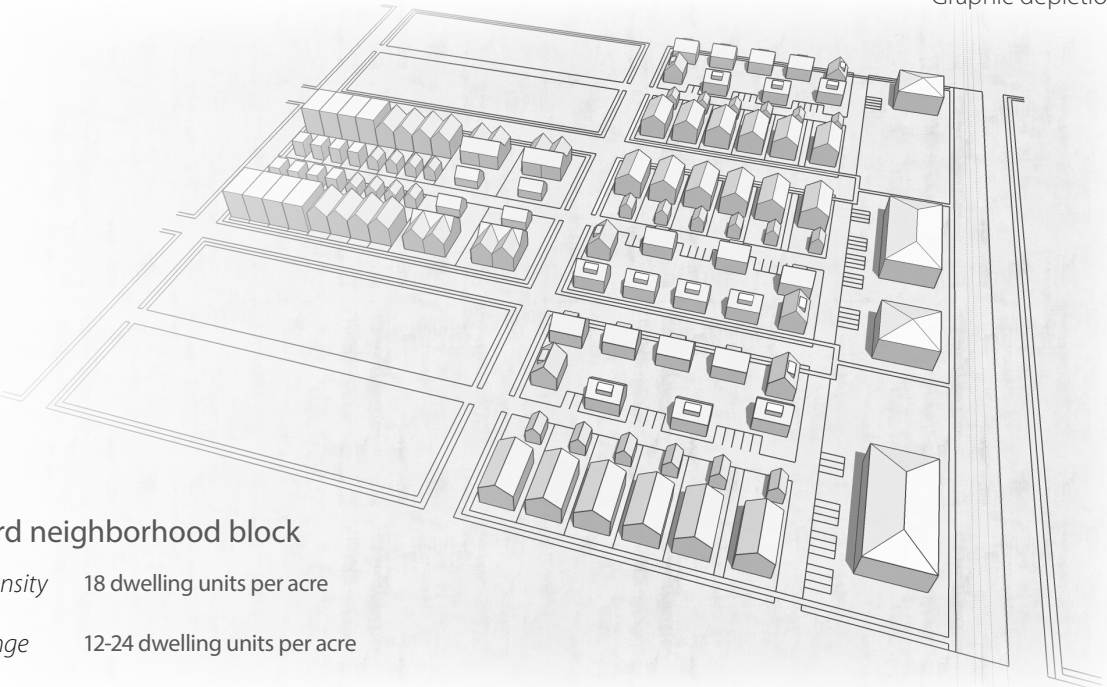 Graphic depictio
rd neighborhood block
nsity 18 dwelling units per acre
nge 12-24 dwelling units per acre